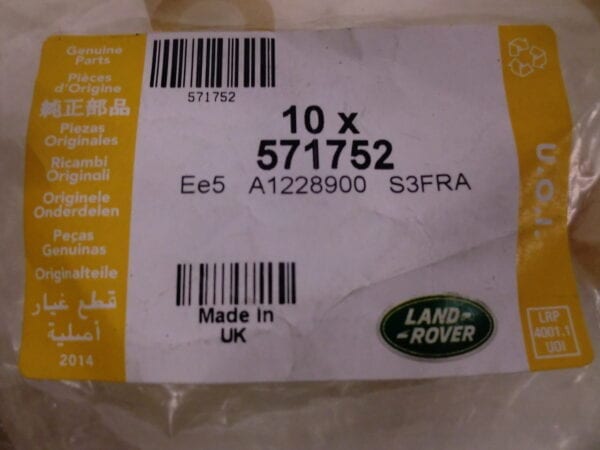 Genuine
Parts
Pièces
d'Origine
純正部品
Piezas
Originales
Ricambi
Originali
Originele
Onderdelen
Peças
Genuinas
Originalteile
قطع غيار
أصلية
2014
571752
10 x
571752
Ee5 A1228900 S3FRA
Made In
UK
LAND-
-ROVER
LRP
4001.1
UDI